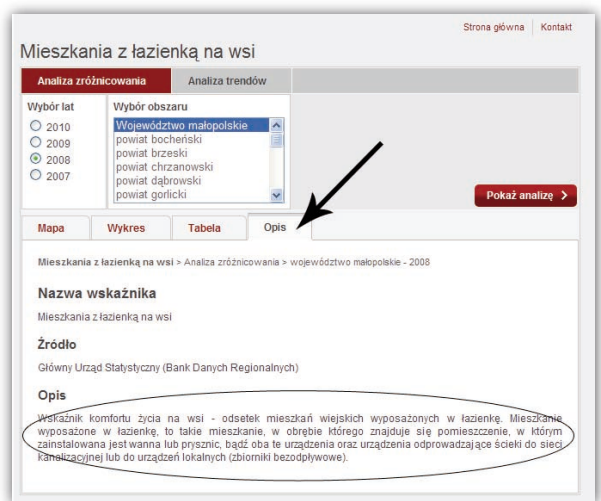 Strona główna Kontakt
Mieszkania z łazienką na wsi
Analiza zróżnicowania Analiza trendów
Wybór lat Wybór obszaru
2010
2009
2008
2007
Województwo małopolskie
powiat bocheński
powiat brzeski
powiat chrzanowski
powiat dąbrowski
powiat gorlicki
Pokaż analizę >
Mapa Wykres Tabela Opis
Mieszkania z łazienką na wsi > Analiza zróżnicowania > województwo małopolskie - 2008
Nazwa wskaźnika
Mieszkania z łazienką na wsi
Źródło
Główny Urząd Statystyczny (Bank Danych Regionalnych)
Opis
Wskaźnik komfortu życia na wsi - odsetek mieszkań wiejskich wyposażonych w łazienkę. Mieszkanie
wyposażone w łazienkę, to takie mieszkanie, w obrębie którego znajduje się pomieszczenie, w którym
zainstalowana jest wanna lub prysznic, bądź oba te urządzenia oraz urządzenia odprowadzające ścieki do sieci
kanalizacyjnej lub do urządzeń lokalnych (zbiorniki bezodpływowe).